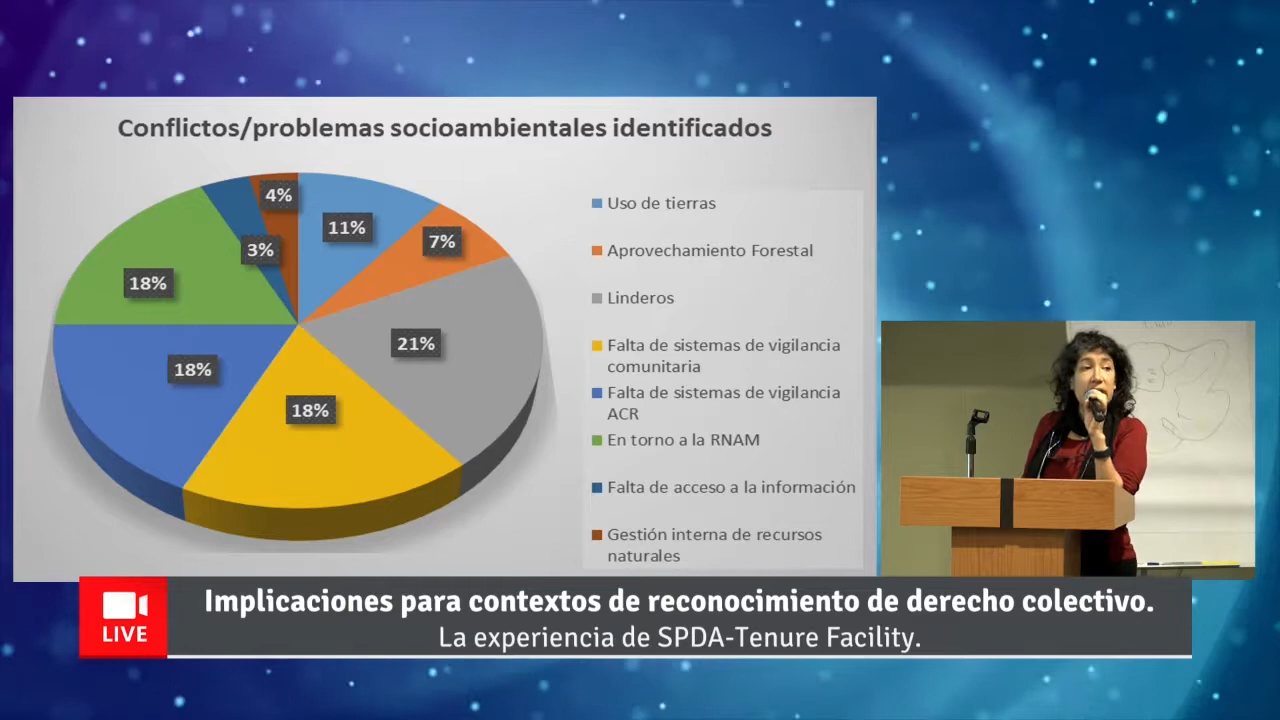 Conflictos/problemas socioambientales identificados
4%
11%
7%
3%
18%
21%
18%
18%
Uso de tierras
Aprovechamiento Forestal
Linderos
Falta de sistemas de vigilancia
comunitaria
Falta de sistemas de vigilancia
ACR
En torno a la RNAM
Falta de acceso a la información
Gestión interna de recursos
naturales
LIVE
Implicaciones para contextos de reconocimiento de derecho colectivo.
La experiencia de SPDA-Tenure Facility.